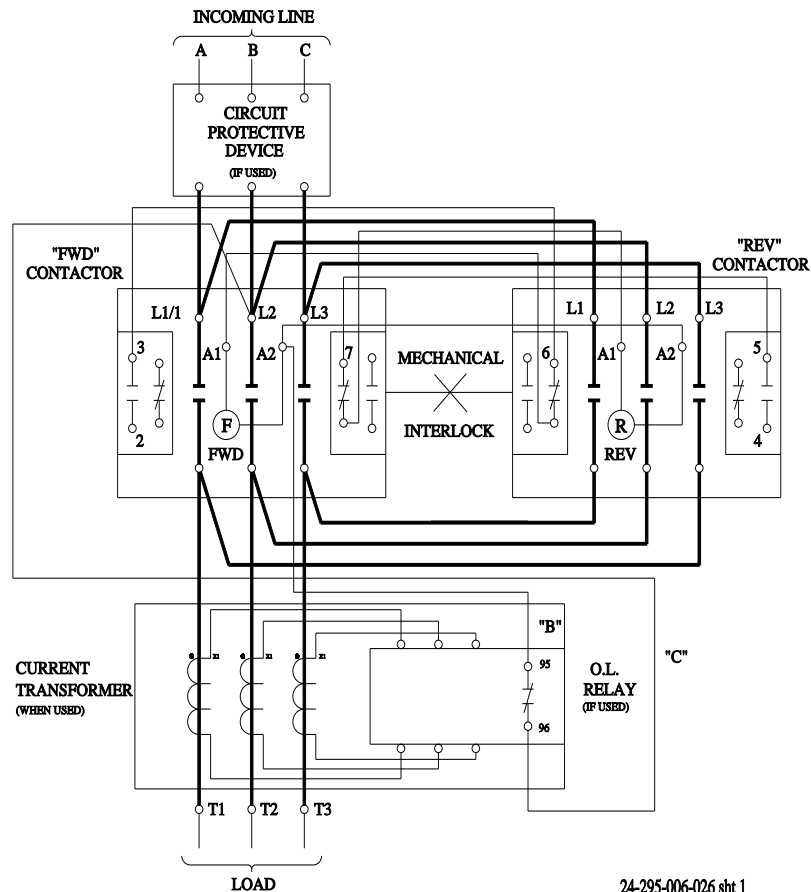 INCOMING LINE
A B C
CIRCUIT
PROTECTIVE
DEVICE
(IF USED)
"FWD"
CONTACTOR
"REV"
CONTACTOR
L1/1 L2 L3
L1 L2 L3
3 A1 A2 7
MECHANICAL
6 A1 A2 5
F
INTERLOCK
R
2 FWD
REV 4
"B"
"C"
X1 X1 X1
95
CURRENT
TRANSFORMER
(WHEN USED)
O.L.
RELAY
(IF USED)
96
T1 T2 T3
LOAD
24-295-006-026 sht 1